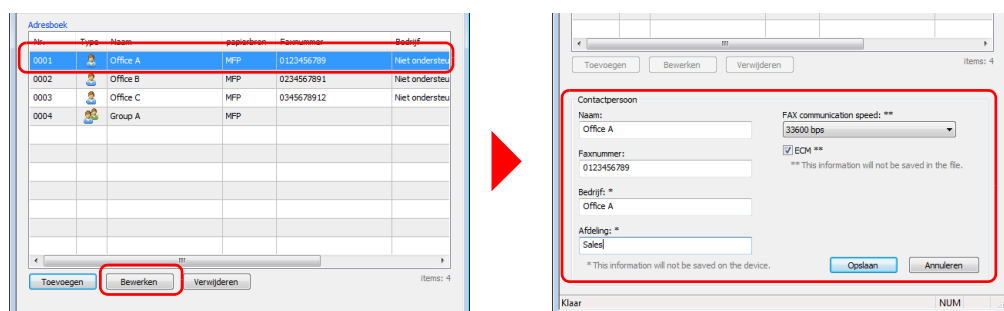 Adresboek
Nr. Type Naam papierbron Faxnummer Bedrijf
0001 Office A MFP 0123456789 Niet ondersteu
0002 Office B MFP 0234567891 Niet ondersteu
0003 Office C MFP 0345678912 Niet ondersteu
0004 Group A MFP
Toevoegen Bewerken Verwijderen items: 4
Toevoegen Bewerken Verwijderen items: 4
Contactpersoon
Naam: FAX communication speed: **
Office A 33600 bps
Faxnummer: ECM **
0123456789 ** This information will not be saved in the file.
Bedrijf: *
Office A
Afdeling: *
Sales
* This information will not be saved on the device. Opslaan Annuleren
Klaar NUM